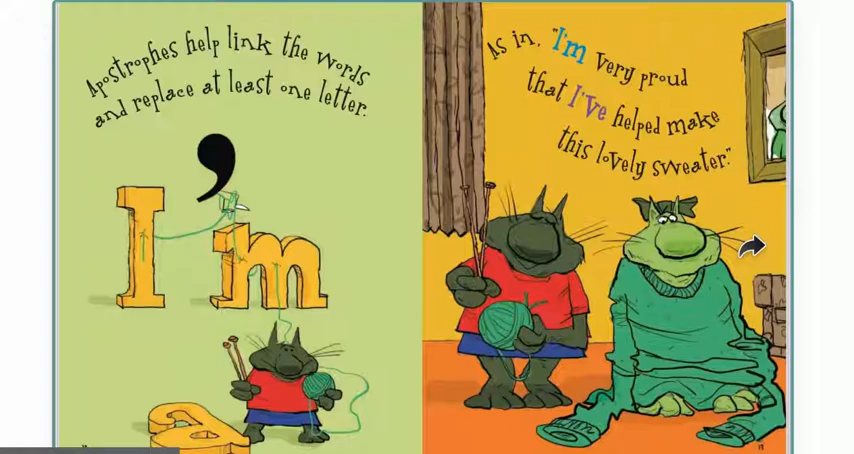 Apostrophes help link the words
and replace at least one letter.
I'm
a
As in, "I'm very proud
that I've helped make
this lovely sweater."
13